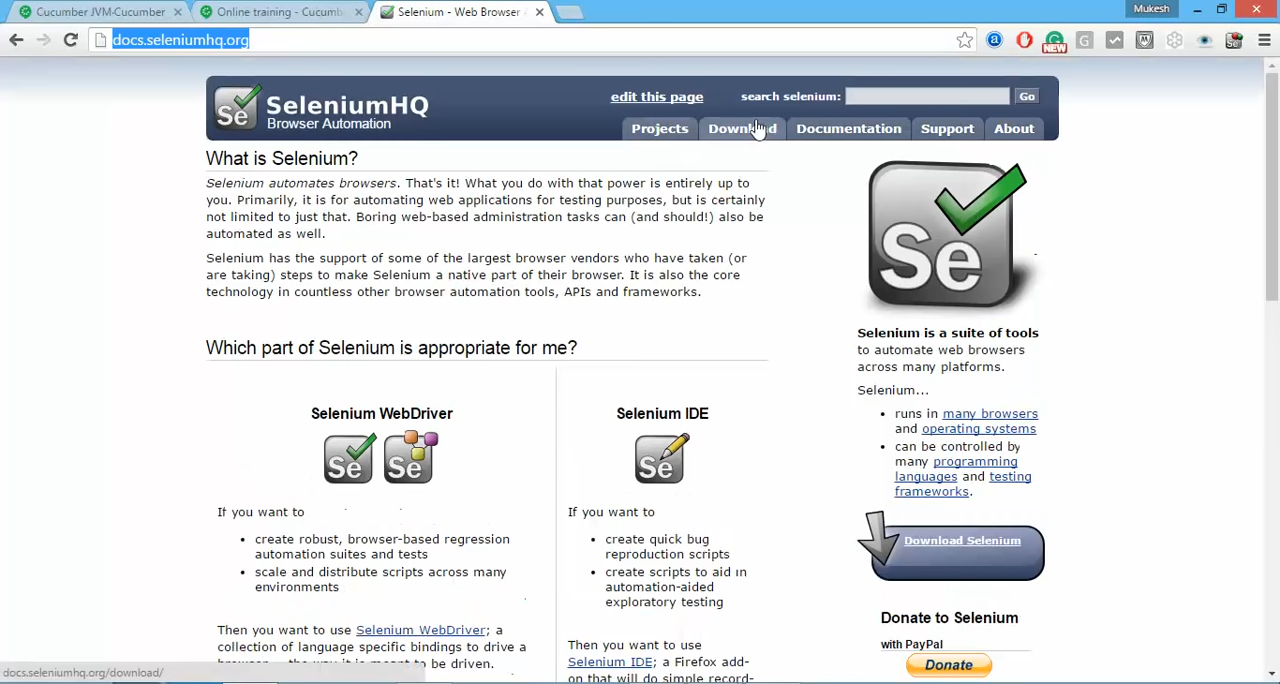 Cucumber JVM-Cucumber
Online training - Cucumb
Selenium - Web Browser
Mukesh
docs.seleniumhq.org
NEW
Se
SeleniumHQ
Browser Automation
edit this page
search selenium:
Go
Projects
Download
Documentation
Support
About
What is Selenium?
Selenium automates browsers. That's it! What you do with that power is entirely up to
you. Primarily, it is for automating web applications for testing purposes, but is certainly
not limited to just that. Boring web-based administration tasks can (and should!) also be
automated as well.
Selenium has the support of some of the largest browser vendors who have taken (or
are taking) steps to make Selenium a native part of their browser. It is also the core
technology in countless other browser automation tools, APIs and frameworks.
Which part of Selenium is appropriate for me?
Selenium WebDriver
Se
Se
If you want to
create robust, browser-based regression
automation suites and tests
scale and distribute scripts across many
environments
Then you want to use Selenium WebDriver; a
collection of language specific bindings to drive a
browser -- the way it is meant to be driven.
Selenium IDE
Se
If you want to
create quick bug
reproduction scripts
create scripts to aid in
automation-aided
exploratory testing
Then you want to use
Selenium IDE; a Firefox add-
on that will do simple record-
Se
Selenium is a suite of tools
to automate web browsers
across many platforms.
Selenium...
runs in many browsers
and operating systems
can be controlled by
many programming
languages and testing
frameworks.
Download Selenium
Donate to Selenium
with PayPal
Donate
docs.seleniumhq.org/download/